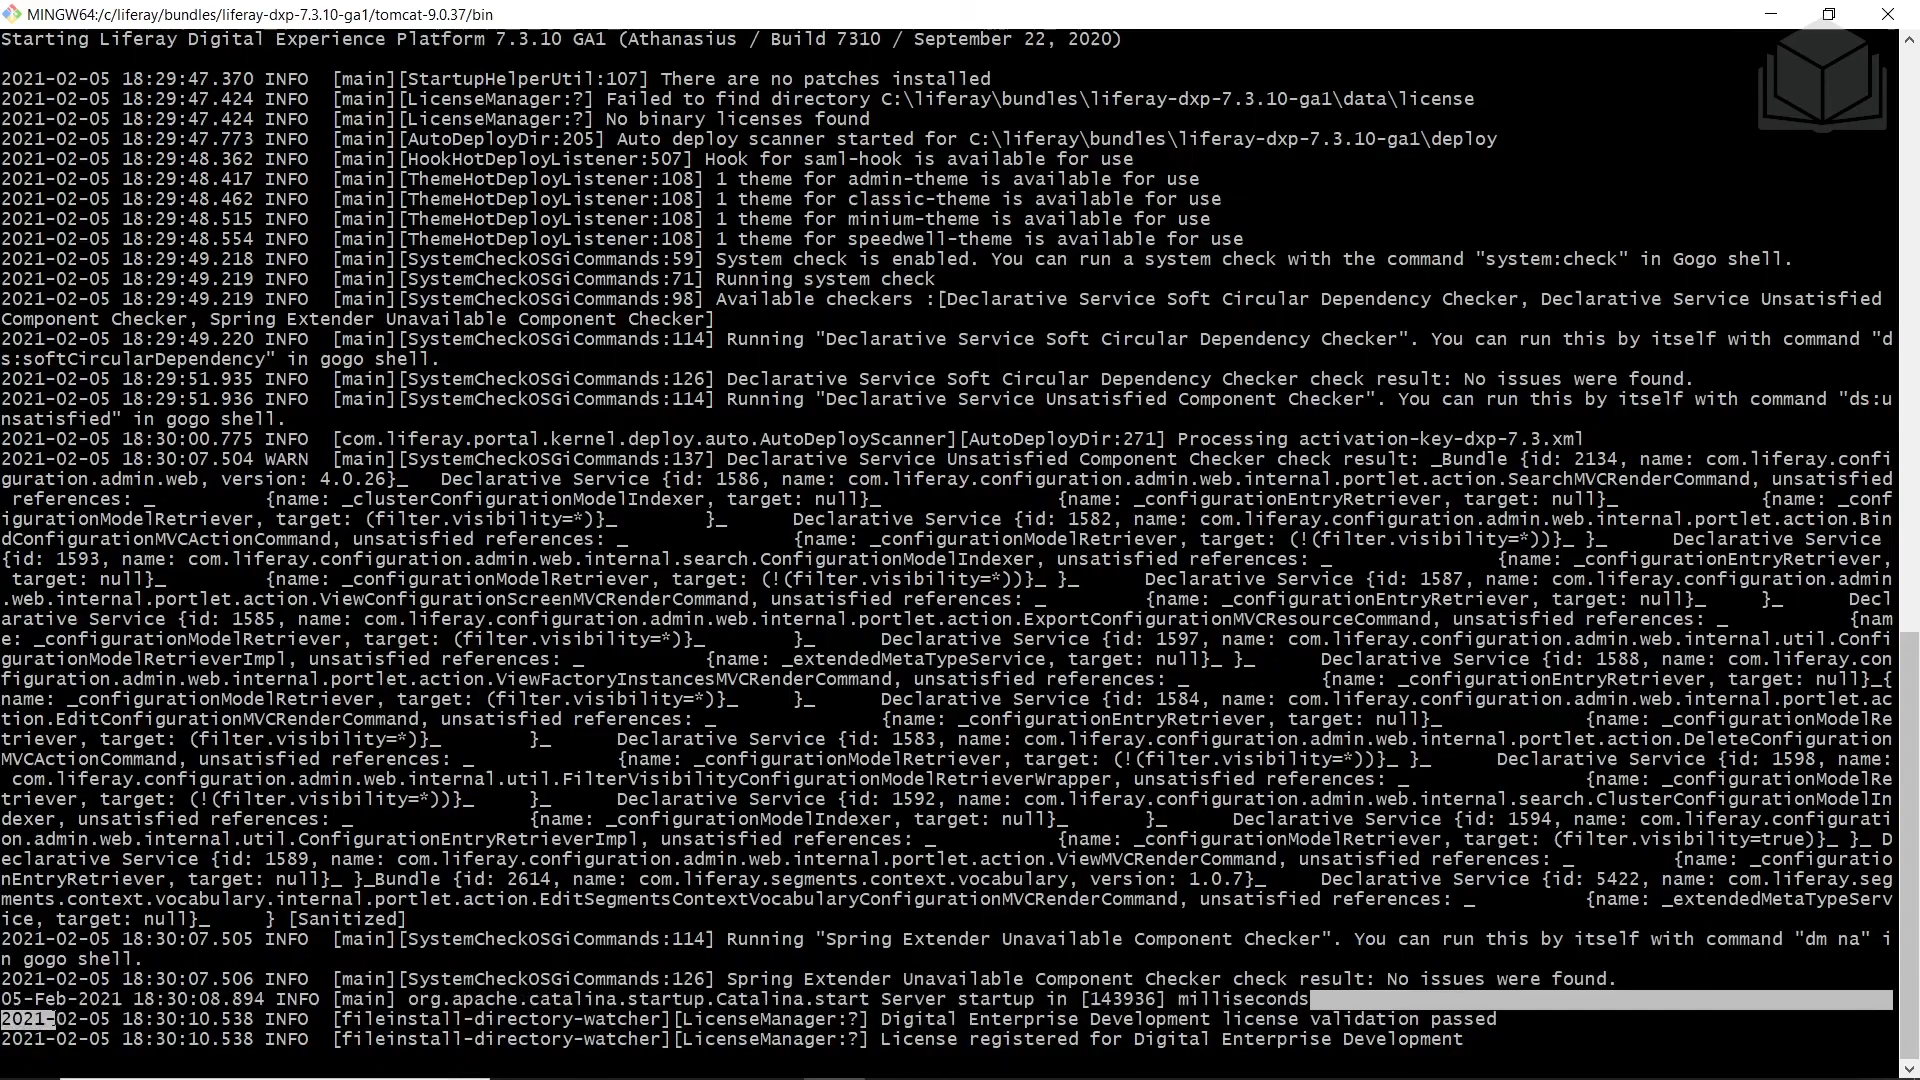 MINGW64:/c/liferay/bundles/liferay-dxp-7.3.10-ga1/tomcat-9.0.37/bin
Starting Liferay Digital Experience Platform 7.3.10 GA1 (Athanasius / Build 7310 / September 22, 2020)
2021-02-05 18:29:47.370 INFO  [main][StartupHelperUtil:107] There are no patches installed
2021-02-05 18:29:47.424 INFO  [main][LicenseManager:?] Failed to find directory C:\liferay\bundles\liferay-dxp-7.3.10-ga1\data\license
2021-02-05 18:29:47.424 INFO  [main][LicenseManager:?] No binary licenses found
2021-02-05 18:29:47.773 INFO  [main][AutoDeployDir:205] Auto deploy scanner started for C:\liferay\bundles\liferay-dxp-7.3.10-ga1\deploy
2021-02-05 18:29:48.362 INFO  [main][HookHotDeployListener:507] Hook for saml-hook is available for use
2021-02-05 18:29:48.417 INFO  [main][ThemeHotDeployListener:108] 1 theme for admin-theme is available for use
2021-02-05 18:29:48.462 INFO  [main][ThemeHotDeployListener:108] 1 theme for classic-theme is available for use
2021-02-05 18:29:48.515 INFO  [main][ThemeHotDeployListener:108] 1 theme for minium-theme is available for use
2021-02-05 18:29:48.554 INFO  [main][ThemeHotDeployListener:108] 1 theme for speedwell-theme is available for use
2021-02-05 18:29:49.218 INFO  [main][SystemCheckOSGiCommands:59] System check is enabled. You can run a system check with the command "system:check" in Gogo shell.
2021-02-05 18:29:49.219 INFO  [main][SystemCheckOSGiCommands:71] Running system check
2021-02-05 18:29:49.219 INFO  [main][SystemCheckOSGiCommands:98] Available checkers :[Declarative Service Soft Circular Dependency Checker, Declarative Service Unsatisfied
Component Checker, Spring Extender Unavailable Component Checker]
2021-02-05 18:29:49.220 INFO  [main][SystemCheckOSGiCommands:114] Running "Declarative Service Soft Circular Dependency Checker". You can run this by itself with command "d
s:softCircularDependency" in gogo shell.
2021-02-05 18:29:51.935 INFO  [main][SystemCheckOSGiCommands:126] Declarative Service Soft Circular Dependency Checker check result: No issues were found.
2021-02-05 18:29:51.936 INFO  [main][SystemCheckOSGiCommands:114] Running "Declarative Service Unsatisfied Component Checker". You can run this by itself with command "ds:u
nsatisfied" in gogo shell.
2021-02-05 18:30:00.775 INFO  [com.liferay.portal.kernel.deploy.auto.AutoDeployScanner][AutoDeployDir:271] Processing activation-key-dxp-7.3.xml
2021-02-05 18:30:07.504 WARN  [main][SystemCheckOSGiCommands:137] Declarative Service Unsatisfied Component Checker check result: _Bundle {id: 2134, name: com.liferay.confi
guration.admin.web, version: 4.0.26}_   Declarative Service {id: 1586, name: com.liferay.configuration.admin.web.internal.portlet.action.SearchMVCRenderCommand, unsatisfied
 references: _          {name: _clusterConfigurationModelIndexer, target: null}_                {name: _configurationEntryRetriever, target: null}_             {name: _conf
igurationModelRetriever, target: (filter.visibility=*)}_        }_      Declarative Service {id: 1582, name: com.liferay.configuration.admin.web.internal.portlet.action.Bin
dConfigurationMVCActionCommand, unsatisfied references: _               {name: _configurationModelRetriever, target: (!(filter.visibility=*))}_ }_      Declarative Service
{id: 1593, name: com.liferay.configuration.admin.web.internal.search.ConfigurationModelIndexer, unsatisfied references: _               {name: _configurationEntryRetriever,
 target: null}_         {name: _configurationModelRetriever, target: (!(filter.visibility=*))}_ }_      Declarative Service {id: 1587, name: com.liferay.configuration.admin
.web.internal.portlet.action.ViewConfigurationScreenMVCRenderCommand, unsatisfied references: _         {name: _configurationEntryRetriever, target: null}_     }_      Decl
arative Service {id: 1585, name: com.liferay.configuration.admin.web.internal.portlet.action.ExportConfigurationMVCResourceCommand, unsatisfied references: _           {nam
e: _configurationModelRetriever, target: (filter.visibility=*)}_        }_      Declarative Service {id: 1597, name: com.liferay.configuration.admin.web.internal.util.Confi
gurationModelRetrieverImpl, unsatisfied references: _           {name: _extendedMetaTypeService, target: null}_ }_      Declarative Service {id: 1588, name: com.liferay.con
figuration.admin.web.internal.portlet.action.ViewFactoryInstancesMVCRenderCommand, unsatisfied references: _            {name: _configurationEntryRetriever, target: null}_{
name: _configurationModelRetriever, target: (filter.visibility=*)}_     }_      Declarative Service {id: 1584, name: com.liferay.configuration.admin.web.internal.portlet.ac
tion.EditConfigurationMVCRenderCommand, unsatisfied references: _               {name: _configurationEntryRetriever, target: null}_             {name: _configurationModelRe
triever, target: (filter.visibility=*)}_        }_      Declarative Service {id: 1583, name: com.liferay.configuration.admin.web.internal.portlet.action.DeleteConfiguration
MVCActionCommand, unsatisfied references: _             {name: _configurationModelRetriever, target: (!(filter.visibility=*))}_ }_      Declarative Service {id: 1598, name:
 com.liferay.configuration.admin.web.internal.util.FilterVisibilityConfigurationModelRetrieverWrapper, unsatisfied references: _                {name: _configurationModelRe
triever, target: (!(filter.visibility=*))}_     }_      Declarative Service {id: 1592, name: com.liferay.configuration.admin.web.internal.search.ClusterConfigurationModelIn
dexer, unsatisfied references: _                {name: _configurationModelIndexer, target: null}_       }_       Declarative Service {id: 1594, name: com.liferay.configurati
on.admin.web.internal.util.ConfigurationEntryRetrieverImpl, unsatisfied references: _           {name: _configurationModelRetriever, target: (filter.visibility=true)}_ }_ D
eclarative Service {id: 1589, name: com.liferay.configuration.admin.web.internal.portlet.action.ViewMVCRenderCommand, unsatisfied references: _         {name: _configuratio
nEntryRetriever, target: null}_ }_Bundle {id: 2614, name: com.liferay.segments.context.vocabulary, version: 1.0.7}_     Declarative Service {id: 5422, name: com.liferay.seg
ments.context.vocabulary.internal.portlet.action.EditSegmentsContextVocabularyConfigurationMVCRenderCommand, unsatisfied references: _          {name: _extendedMetaTypeServ
ice, target: null}_     } [Sanitized]
2021-02-05 18:30:07.505 INFO  [main][SystemCheckOSGiCommands:114] Running "Spring Extender Unavailable Component Checker". You can run this by itself with command "dm na" i
n gogo shell.
2021-02-05 18:30:07.506 INFO  [main][SystemCheckOSGiCommands:126] Spring Extender Unavailable Component Checker check result: No issues were found.
05-Feb-2021 18:30:08.894 INFO [main] org.apache.catalina.startup.Catalina.start Server startup in [143936] milliseconds
2021-02-05 18:30:10.538 INFO  [fileinstall-directory-watcher][LicenseManager:?] Digital Enterprise Development license validation passed
2021-02-05 18:30:10.538 INFO  [fileinstall-directory-watcher][LicenseManager:?] License registered for Digital Enterprise Development